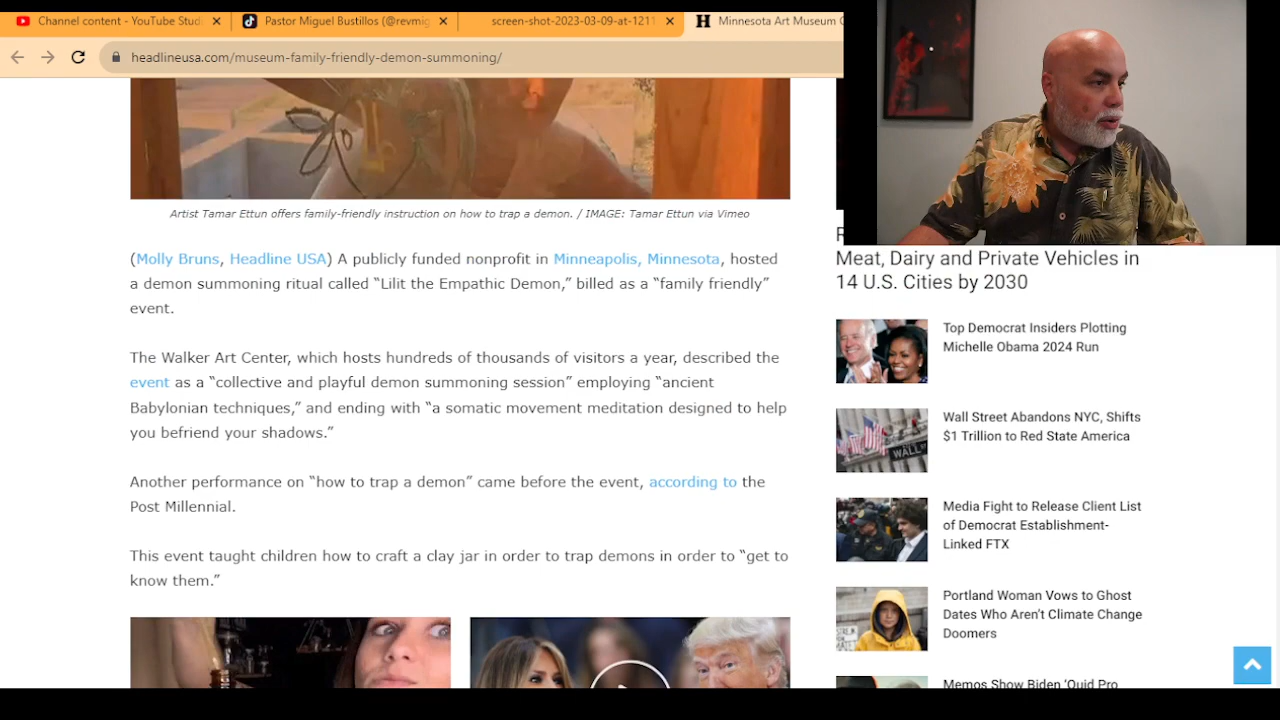 Channel content - YouTube Studi
Pastor Miguel Bustillos (@revmig
screen-shot-2023-03-09-at-1211
Minnesota Art Museum
headlineusa.com/museum-family-friendly-demon-summoning/
Artist Tamar Ettun offers family-friendly instruction on how to trap a demon. / IMAGE: Tamar Ettun via Vimeo
(Molly Bruns, Headline USA) A publicly funded nonprofit in Minneapolis, Minnesota, hosted
a demon summoning ritual called “Lilit the Empathic Demon,” billed as a “family friendly”
event.
The Walker Art Center, which hosts hundreds of thousands of visitors a year, described the
event as a “collective and playful demon summoning session” employing “ancient
Babylonian techniques,” and ending with “a somatic movement meditation designed to help
you befriend your shadows.”
Another performance on “how to trap a demon” came before the event, according to the
Post Millennial.
This event taught children how to craft a clay jar in order to trap demons in order to “get to
know them.”
Meat, Dairy and Private Vehicles in
14 U.S. Cities by 2030
Top Democrat Insiders Plotting
Michelle Obama 2024 Run
Wall Street Abandons NYC, Shifts
$1 Trillion to Red State America
WALL
Media Fight to Release Client List
of Democrat Establishment-
Linked FTX
Portland Woman Vows to Ghost
Dates Who Aren’t Climate Change
Doomers
Memos Show Biden ‘Quid Pro